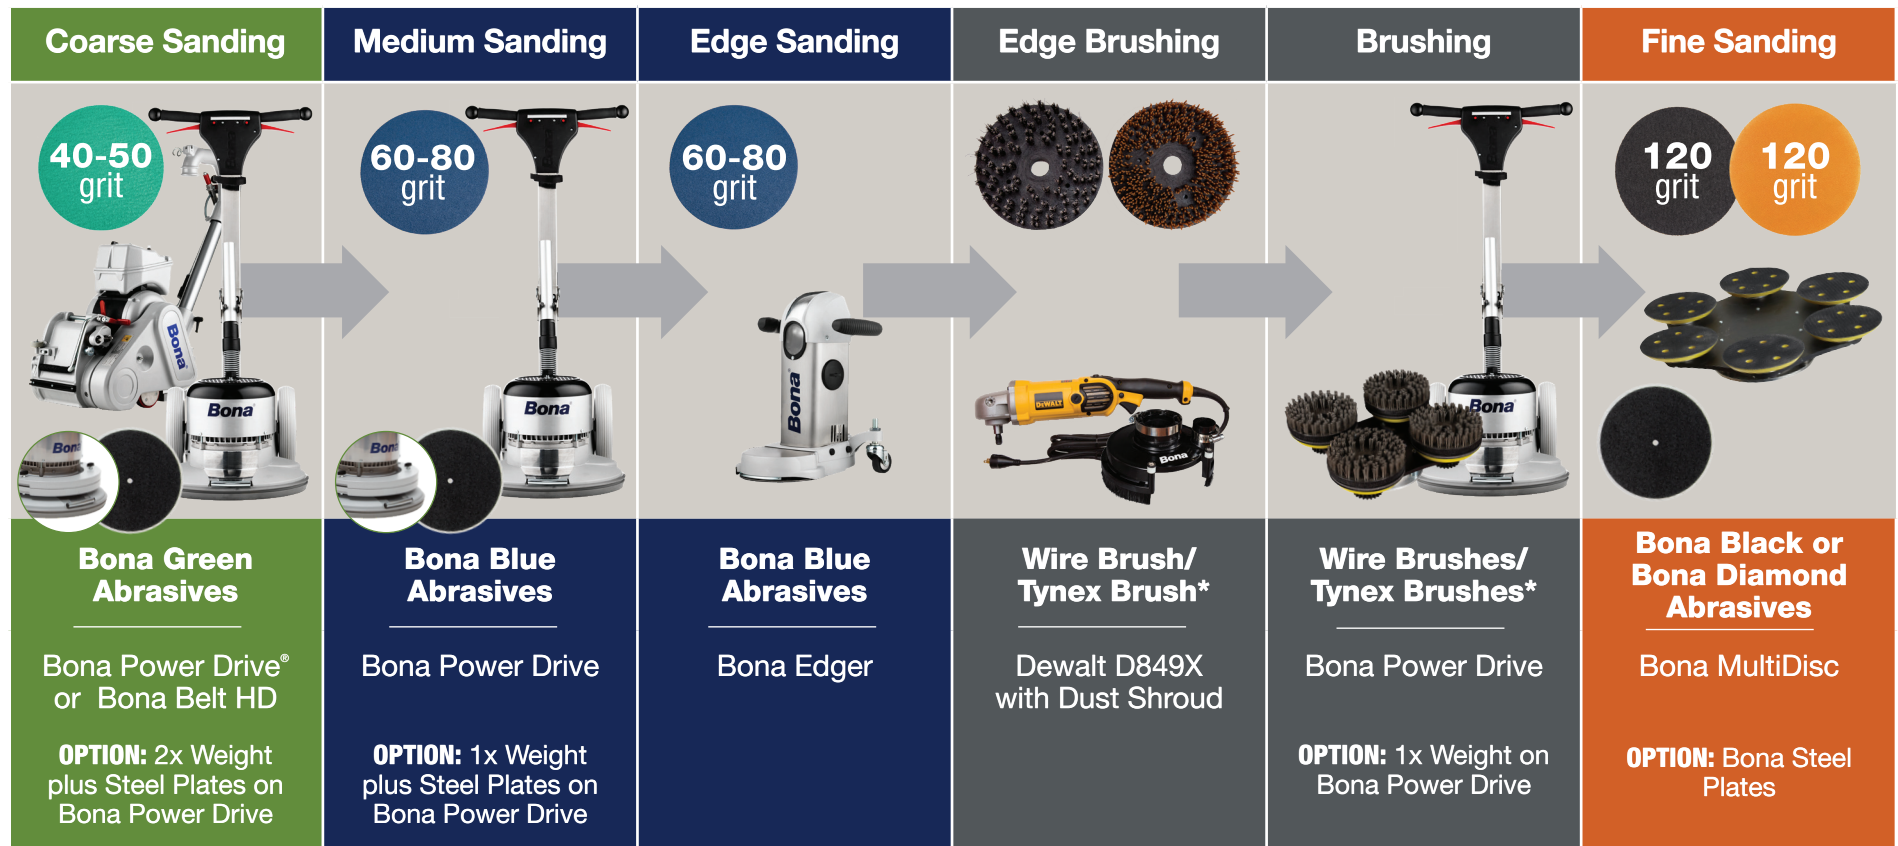 Coarse Sanding
40-50
grit
Bona
Bona
Bona
Bona Green
Abrasives
Bona Power Drive®
or Bona Belt HD
OPTION: 2x Weight
plus Steel Plates on
Bona Power Drive
Medium Sanding
60-80
grit
Bona
Bona
Bona Blue
Abrasives
Bona Power Drive
OPTION: 1x Weight
plus Steel Plates on
Bona Power Drive
Edge Sanding
60-80
grit
Bona
Bona Blue
Abrasives
Bona Edger
Edge Brushing
DEWALT
Bona
Wire Brush/
Tynex Brush*
Dewalt D849X
with Dust Shroud
Brushing
Bona
Wire Brushes/
Tynex Brushes*
Bona Power Drive
OPTION: 1x Weight on
Bona Power Drive
Fine Sanding
120
grit
120
grit
Bona Black or
Bona Diamond
Abrasives
Bona MultiDisc
OPTION: Bona Steel
Plates